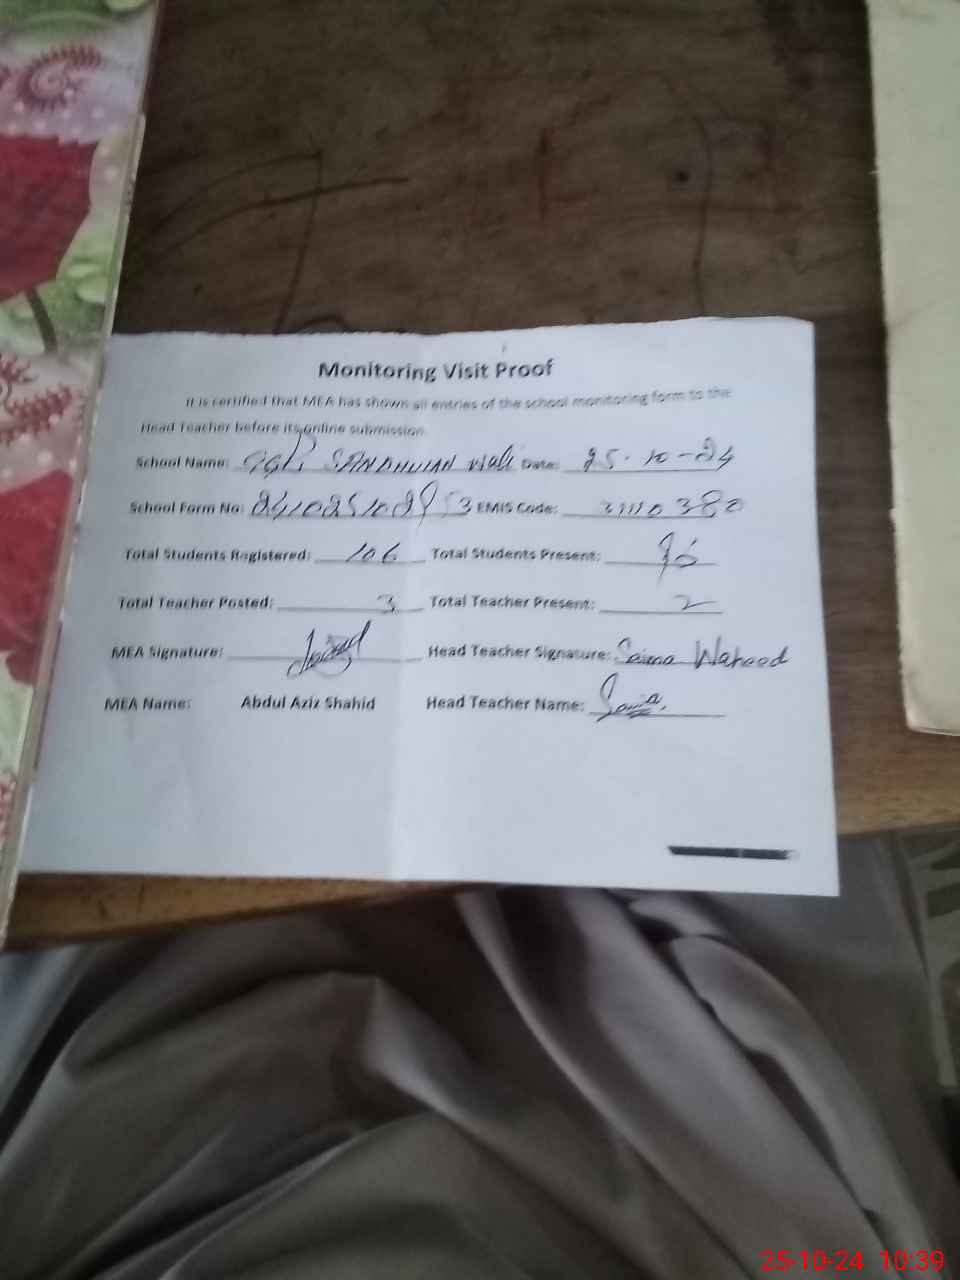 Monitoring Visit Proof
It is certified that MEA has shown all entries of the school monitoring form to the
Head Teacher before its online submission.
School Name: GGPS SANDHUIAN Wali Date: 25-10-24
School Form No: EMIS Code: 31110380
Total Students Registered: 106 Total Students Present:
Total Teacher Posted: 3 Total Teacher Present: 2
MEA Signature: Head Teacher Signature: Saima Waheed
MEA Name: Abdul Aziz Shahid Head Teacher Name: Saima
25-10-24 10:39